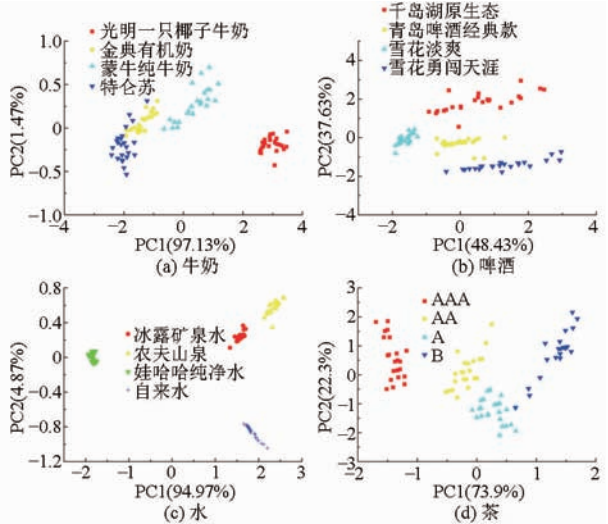 光明一只椰子牛奶
金典有机奶
蒙牛纯牛奶
特仑苏
1.0
0.5
0
-0.5
1.0
PC2(1.47%)
-4 -2 0 2 4
PC1(97.13%)
(a) 牛奶
千岛湖原生态
青岛啤酒经典款
雪花淡爽
雪花勇闯天涯
4
2
0
-2
-4
PC2(37.63%)
-2 0 2 4
PC1(48.43%)
(b) 啤酒
0.8
0.4
0
-0.4
-0.8
-1.2
PC2(4.87%)
冰露矿泉水
农夫山泉
娃哈哈纯净水
自来水
-2 -1 0 1 2 3
PC1(94.97%)
(c) 水
AAA
AA
A
B
3
2
1
0
-1
-2
-3
PC2(22.3%)
-2 -1 0 1 2
PC1(73.9%)
(d) 茶